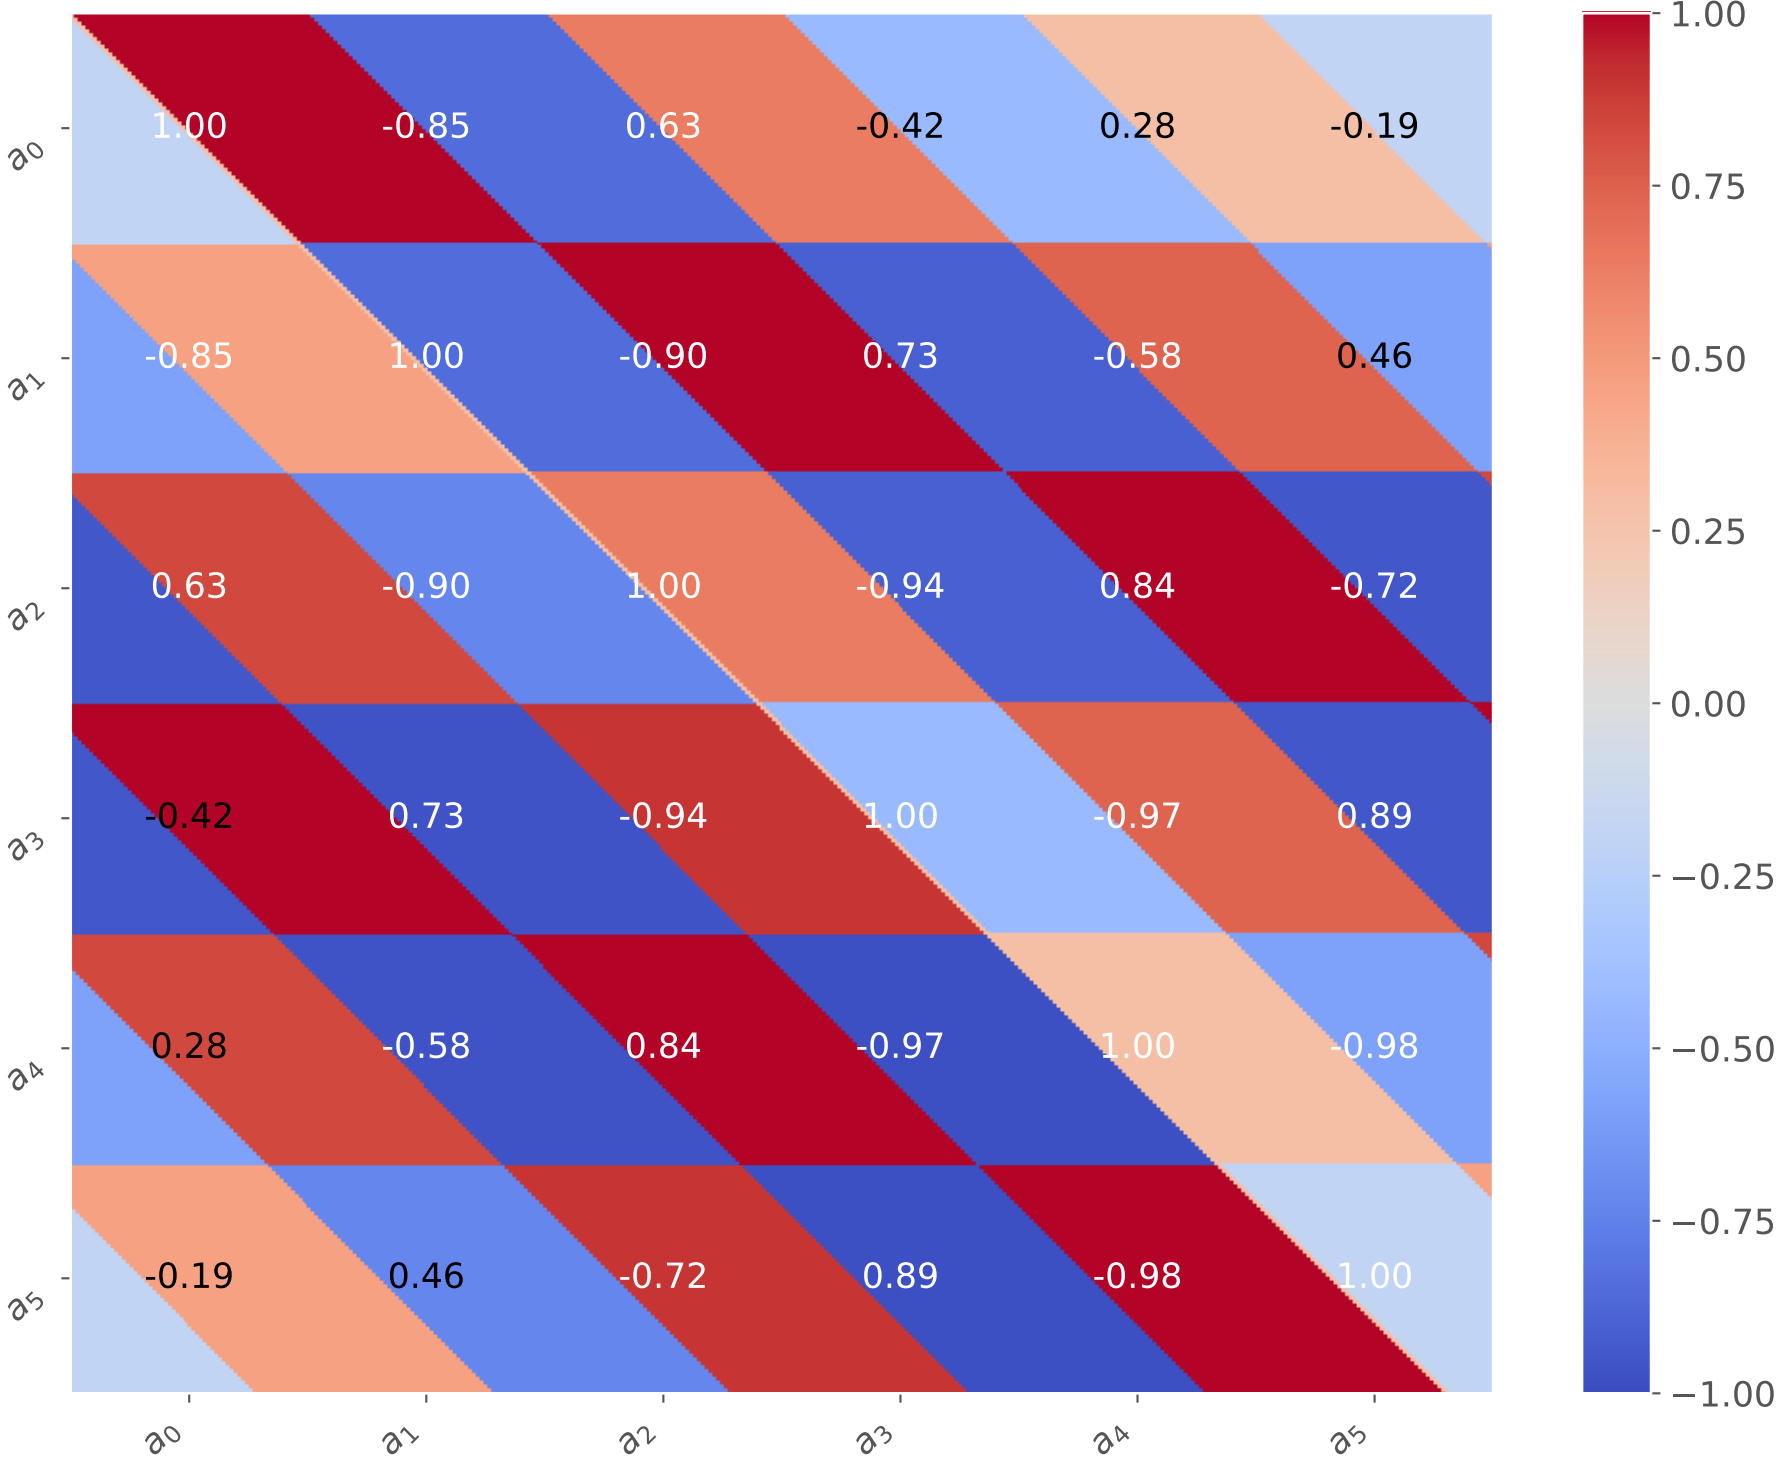 1.00
a0 1.00 -0.85 0.63 -0.42 0.28 -0.19
0.75
0.50
a1 -0.85 1.00 -0.90 0.73 -0.58 0.46
0.25
a2 0.63 -0.90 1.00 -0.94 0.84 -0.72
0.00
a3 -0.42 0.73 -0.94 1.00 -0.97 0.89
−0.25
a4 0.28 -0.58 0.84 -0.97 1.00 -0.98
−0.50
−0.75
a5 -0.19 0.46 -0.72 0.89 -0.98 1.00
−1.00
a0 a1 a2 a3 a4 a5